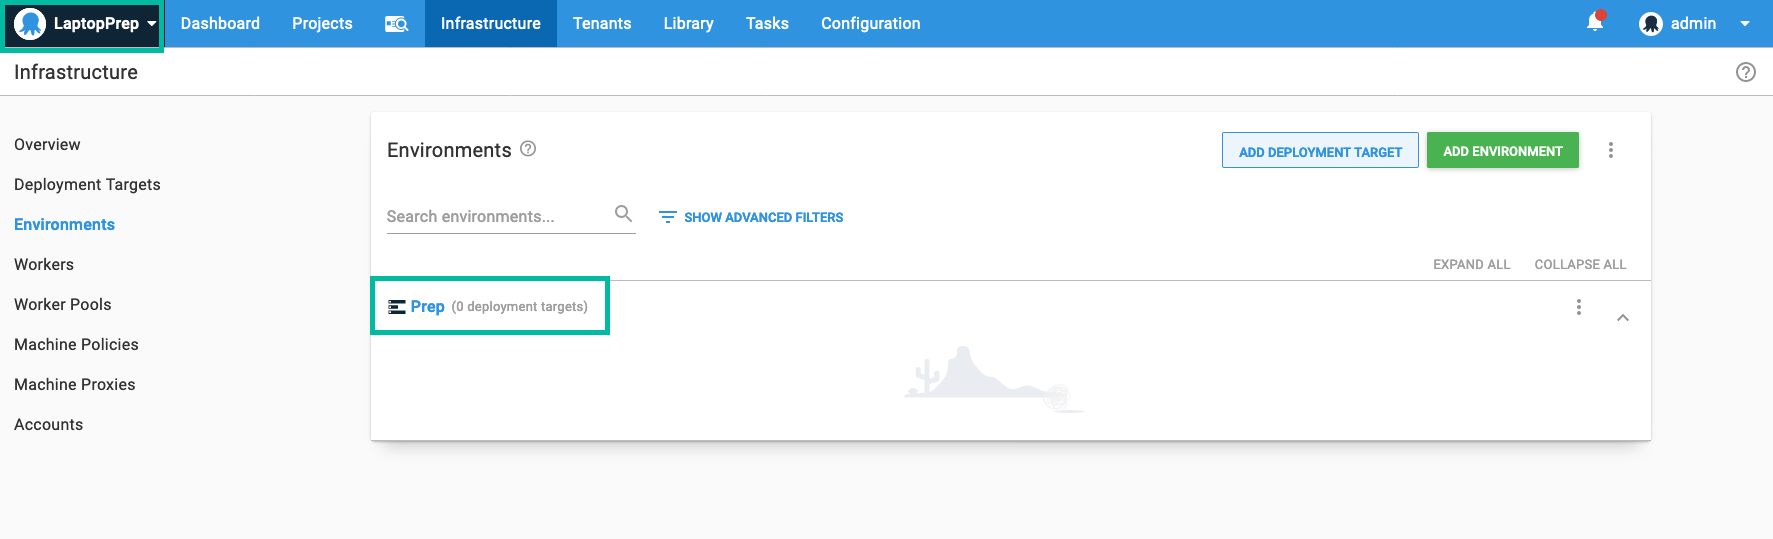 LaptopPrep Dashboard Projects Infrastructure Tenants Library Tasks Configuration admin
Infrastructure
Overview
Deployment Targets
Environments
Workers
Worker Pools
Machine Policies
Machine Proxies
Accounts
Environments ADD DEPLOYMENT TARGET ADD ENVIRONMENT
Search environments... SHOW ADVANCED FILTERS
EXPAND ALL COLLAPSE ALL
Prep (0 deployment targets)